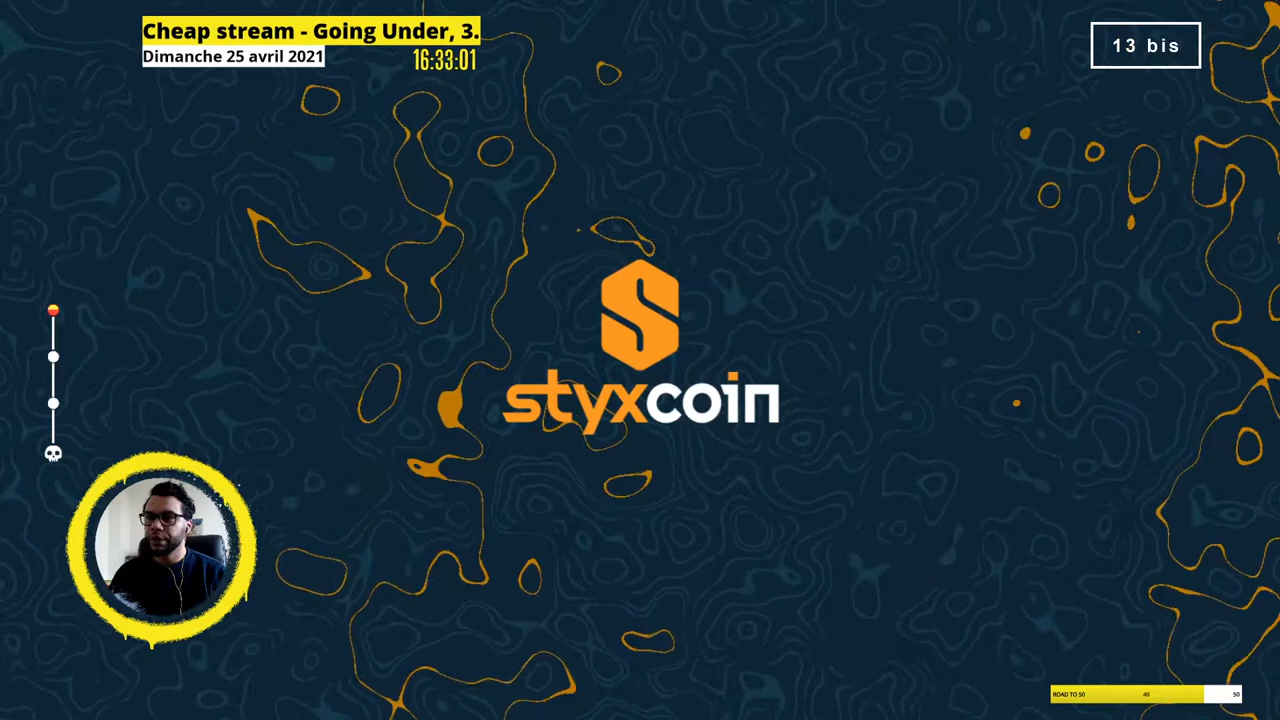 Cheap stream - Going Under, 3.
Dimanche 25 avril 2021
16:33:01
13 bis
styxcoin
ROAD TO 50 40 50